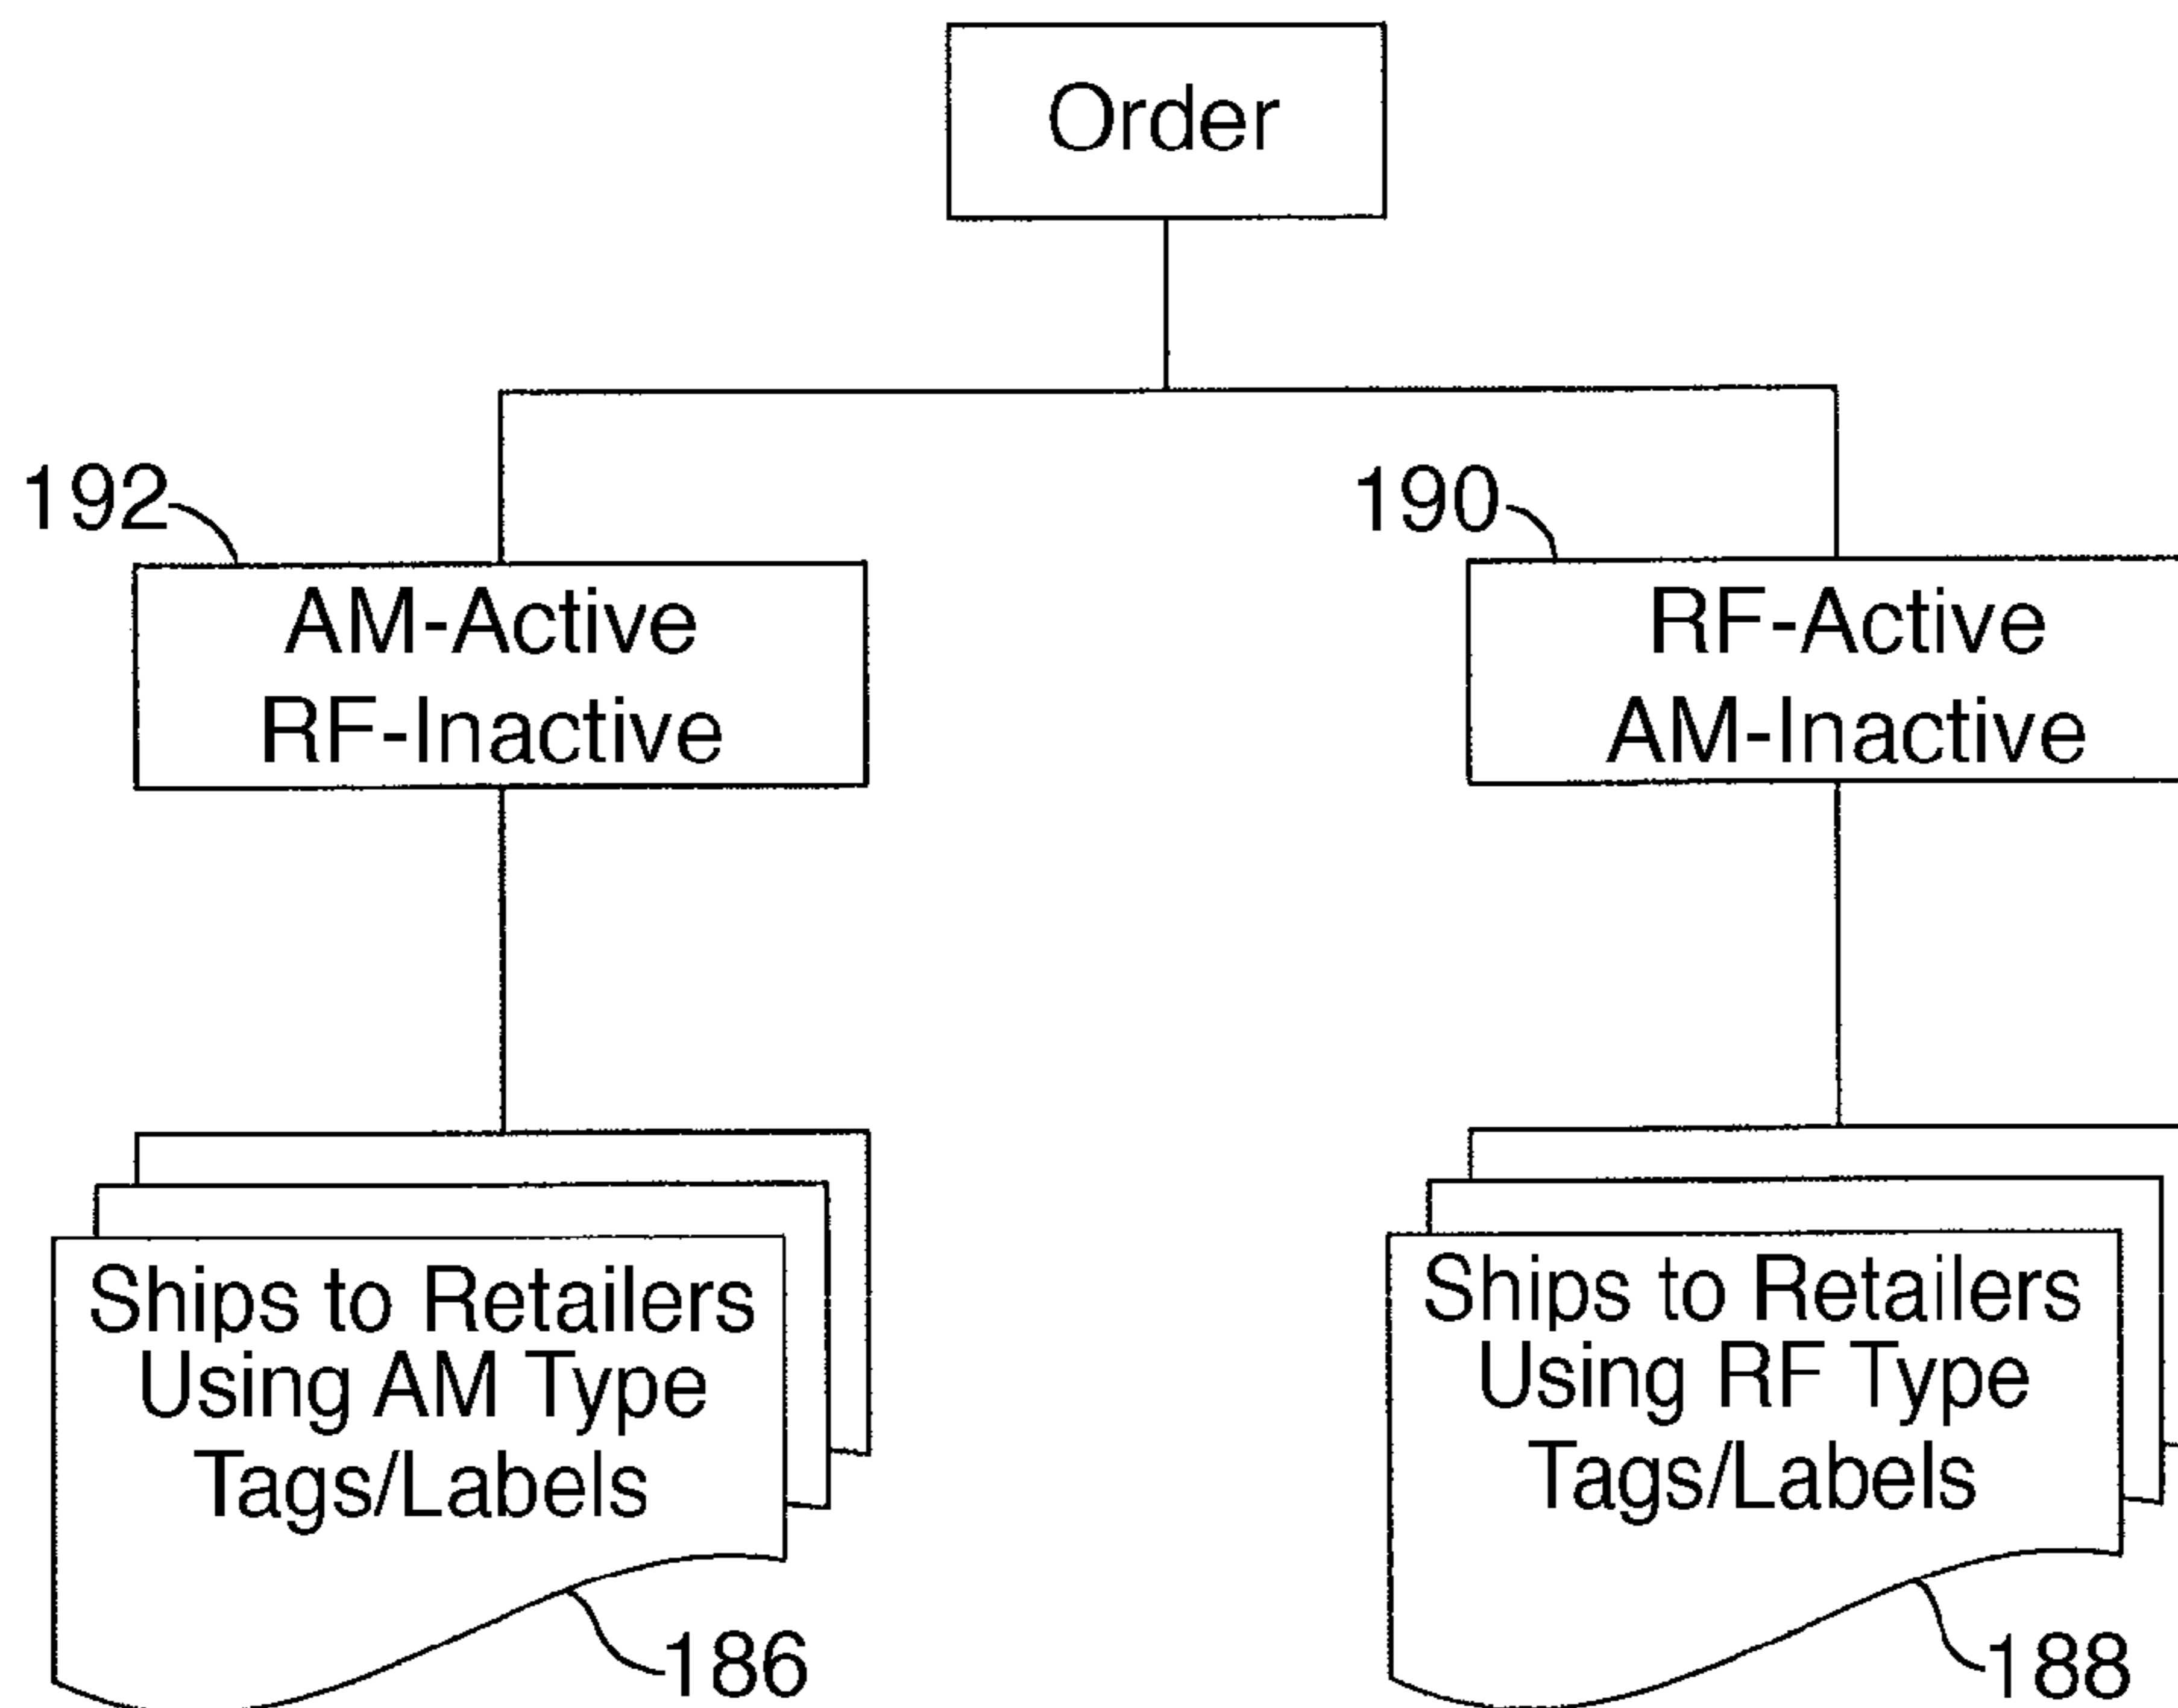 Order
192
190
AM-Active
RF-Inactive
RF-Active
AM-Inactive
Ships to Retailers
Using AM Type
Tags/Labels
Ships to Retailers
Using RF Type
Tags/Labels
186
188